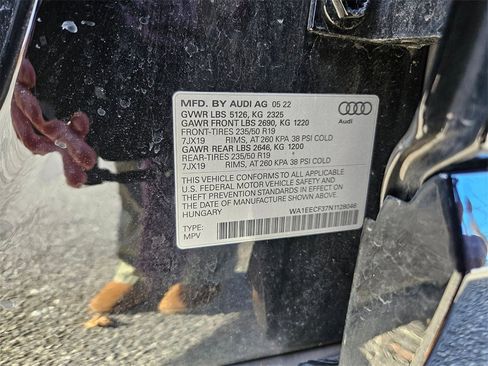 MFD. BY AUDI AG 05 22
GVWR LBS 5126, KG 2325
GAWR FRONT LBS 2690, KG 1220
FRONT-TIRES 235/50 R19
7JX19 RIMS, AT 260 KPA 38 PSI COLD
GAWR REAR LBS 2646, KG 1200
REAR-TIRES 235/50 R19
7JX19 RIMS, AT 260 KPA 38 PSI COLD
THIS VEHICLE CONFORMS TO ALL APPLICABLE
U.S. FEDERAL MOTOR VEHICLE SAFETY AND
THEFT PREVENTION STANDARDS IN EFFECT ON
THE DATE OF MANUFACTURE SHOWN ABOVE.
HUNGARY
WA1EECF37N1128046
TYPE:
MPV
Audi